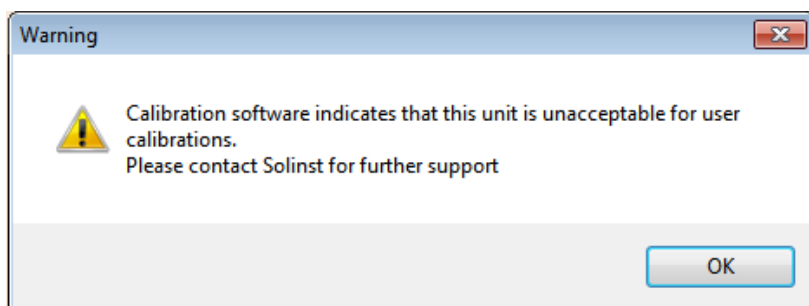 Warning
Calibration software indicates that this unit is unacceptable for user
calibrations.
Please contact Solinst for further support
OK